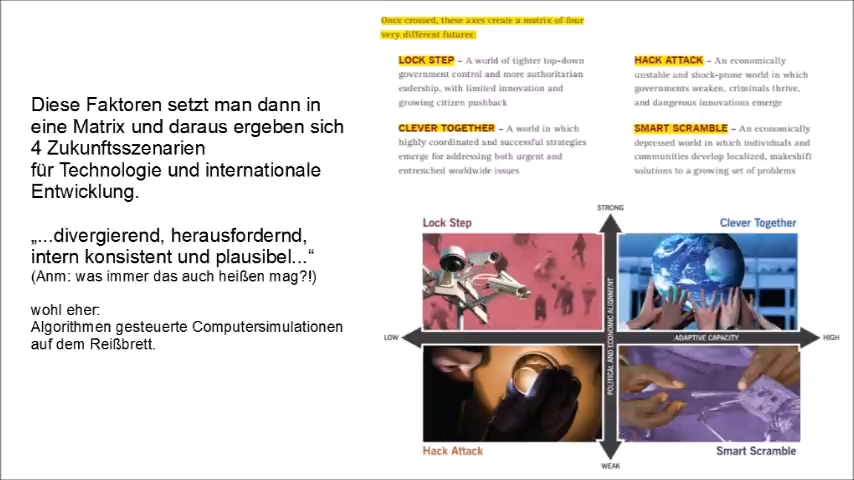 Diese Faktoren setzt man dann in
eine Matrix und daraus ergeben sich
4 Zukunftsszenarien
für Technologie und internationale
Entwicklung.
„...divergierend, herausfordernd,
intern konsistent und plausibel...“
(Anm: was immer das auch heißen mag?!)
wohl eher:
Algorithmen gesteuerte Computersimulationen
auf dem Reißbrett.
Once crossed, these axes create a matrix of four
very different futures:
LOCK STEP – A world of tighter top-down
government control and more authoritarian
eadership, with limited innovation and
growing citizen pushback
HACK ATTACK – An economically
unstable and shock-prone world in which
governments weaken, criminals thrive,
and dangerous innovations emerge
CLEVER TOGETHER – A world in which
highly coordinated and successful strategies
emerge for addressing both urgent and
entrenched worldwide issues
SMART SCRAMBLE – An economically
depressed world in which individuals and
communities develop localized, makeshift
solutions to a growing set of problems
STRONG
Lock Step
Clever Together
LOW
POLITICAL AND ECONOMIC ALIGNMENT
ADAPTIVE CAPACITY
HIGH
Hack Attack
Smart Scramble
WEAK